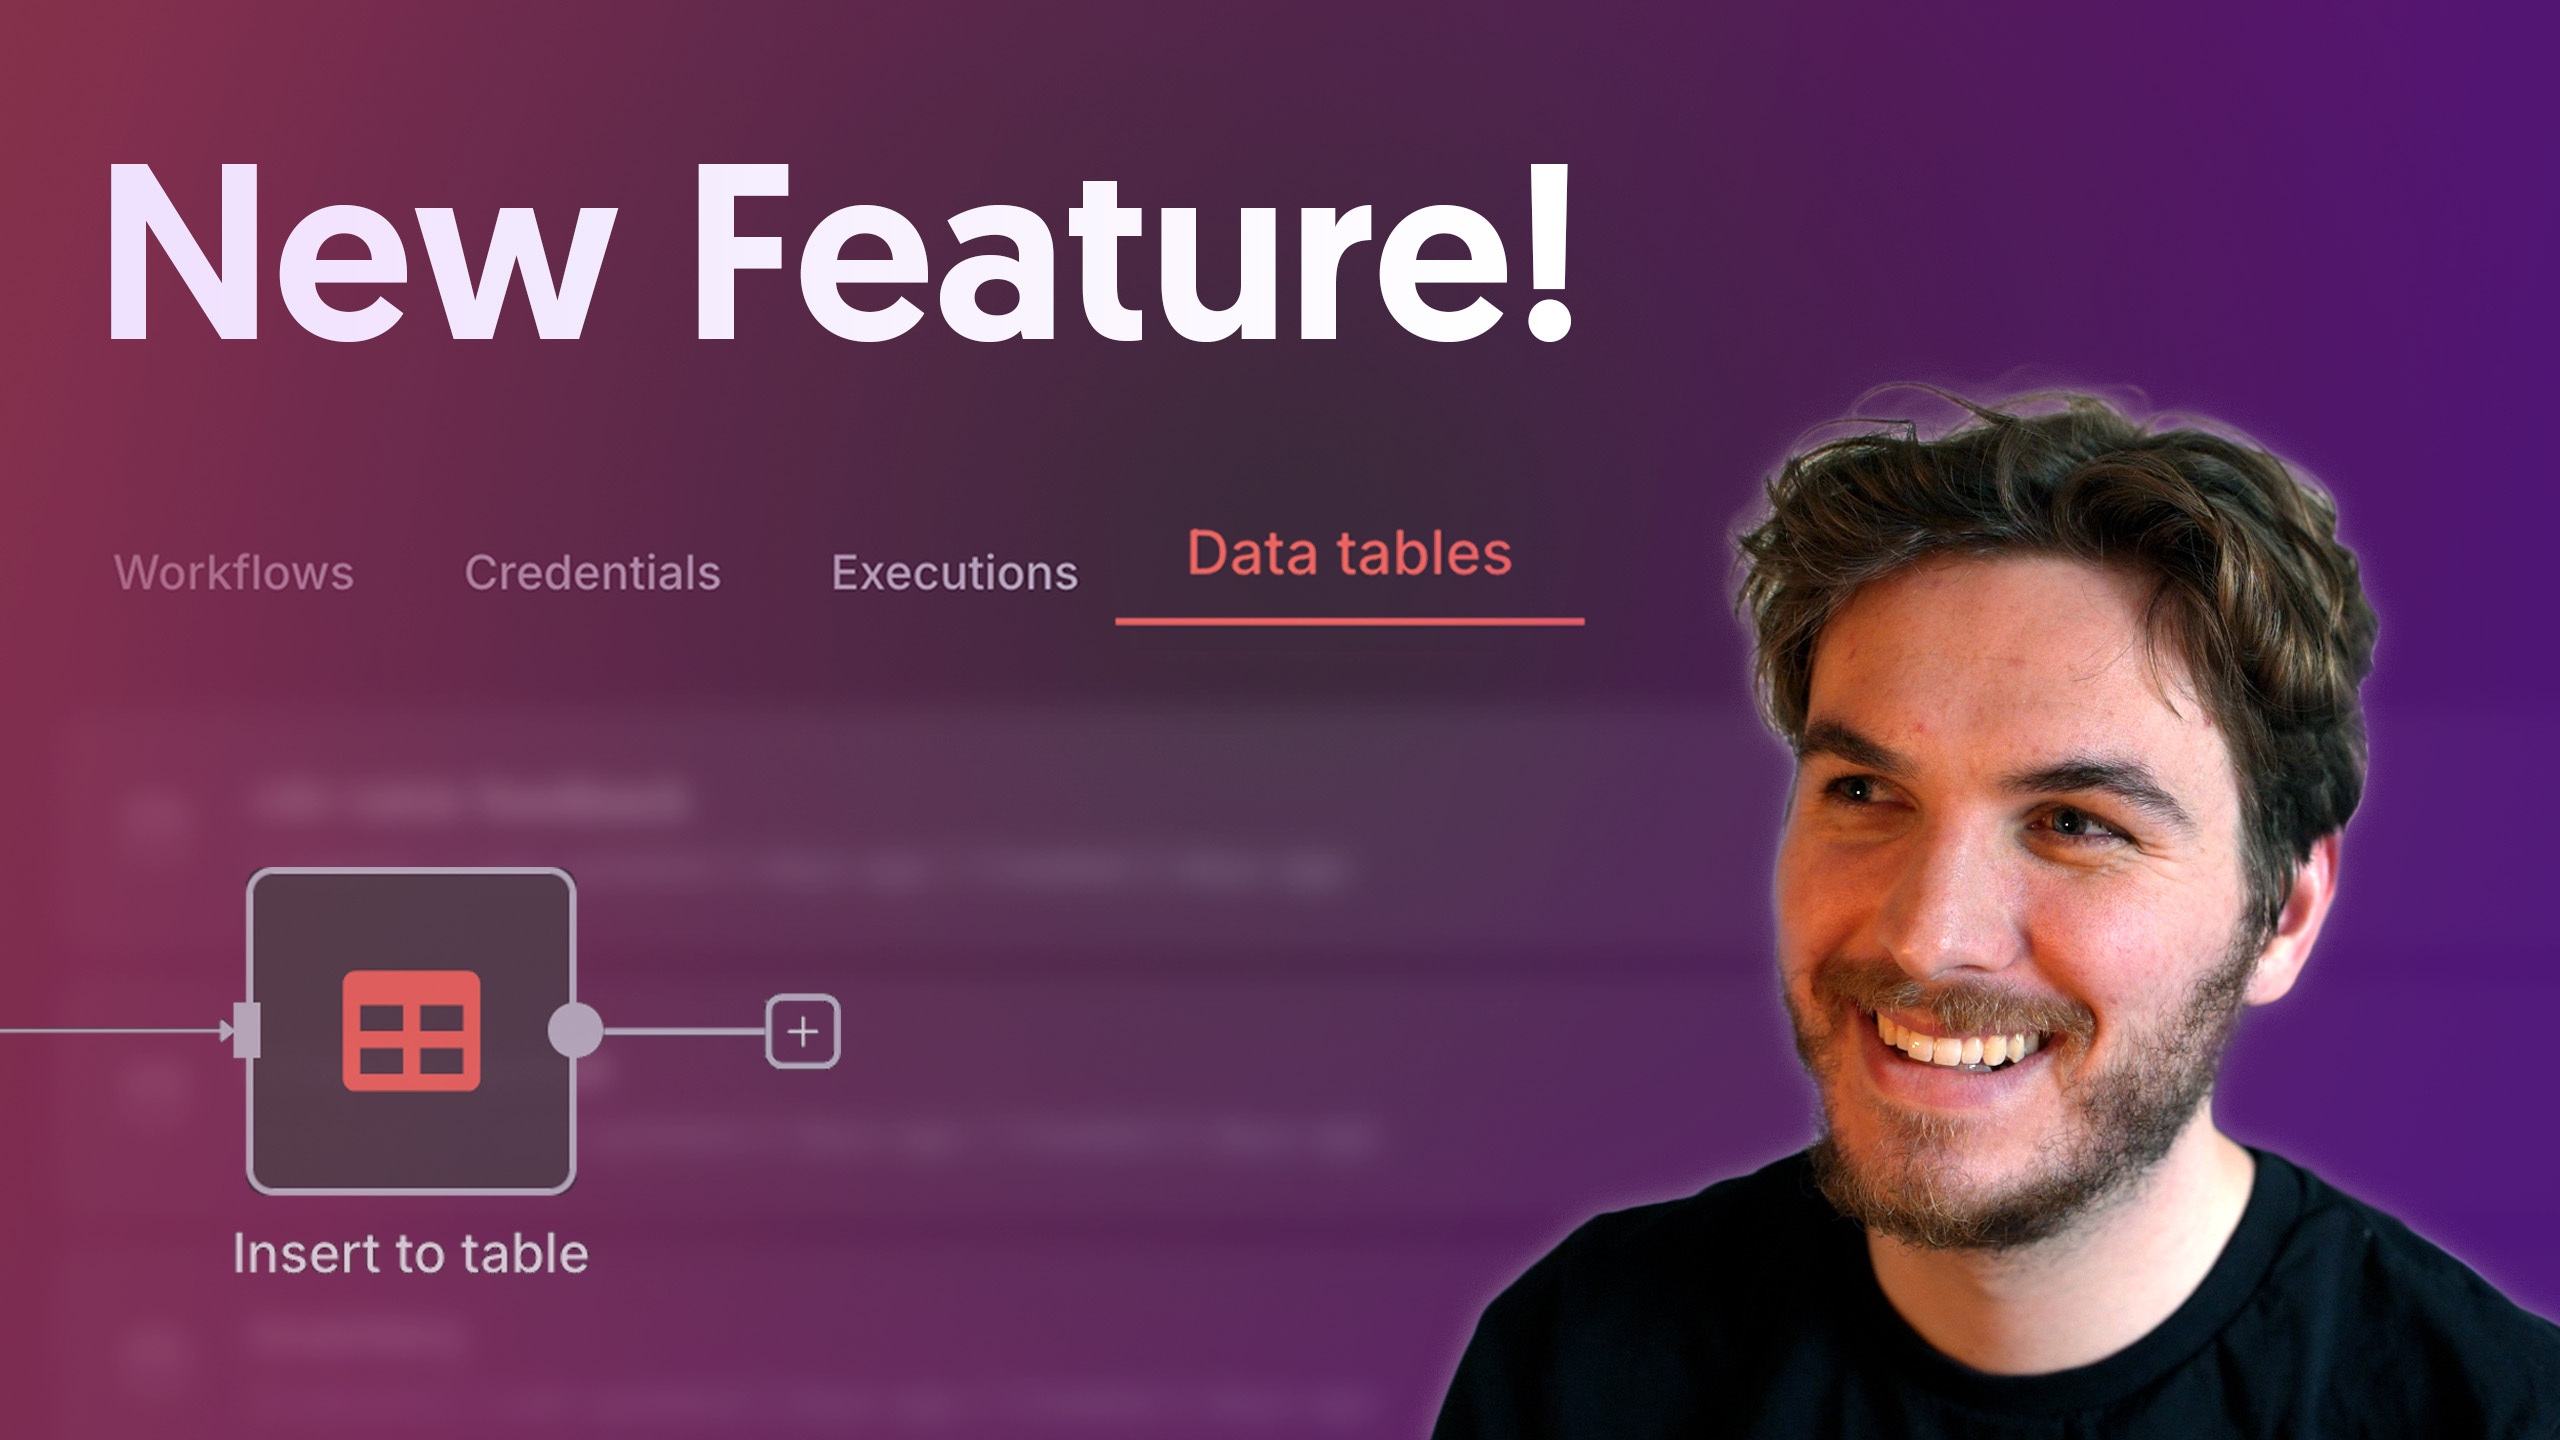 New Feature!
Workflows Credentials Executions Data tables
Insert to table